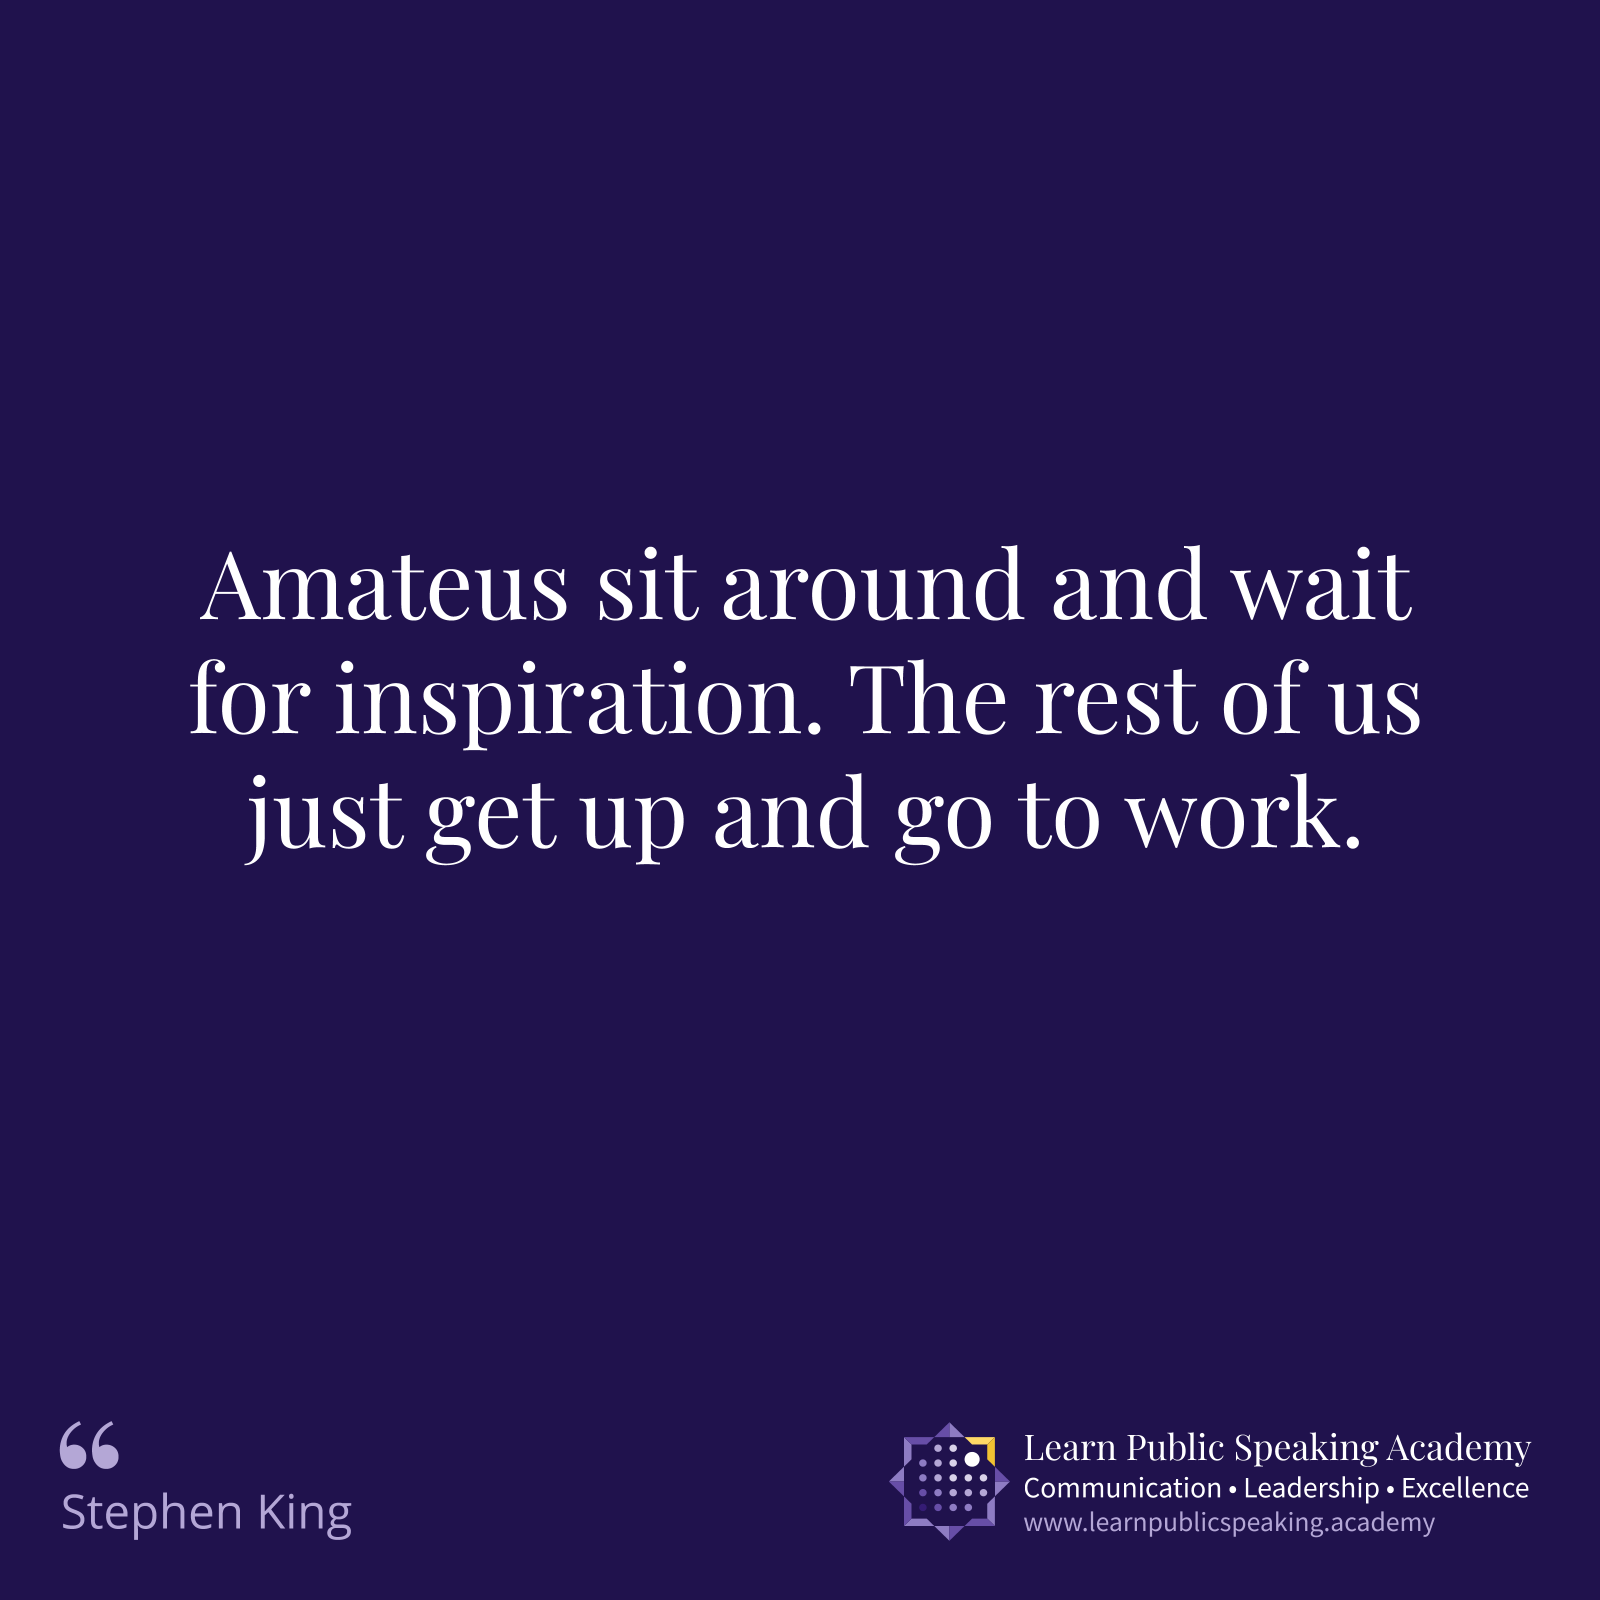 Amateus sit around and wait
for inspiration. The rest of us
just get up and go to work.
“
Stephen King
Learn Public Speaking Academy
Communication • Leadership • Excellence
www.learnpublicspeaking.academy